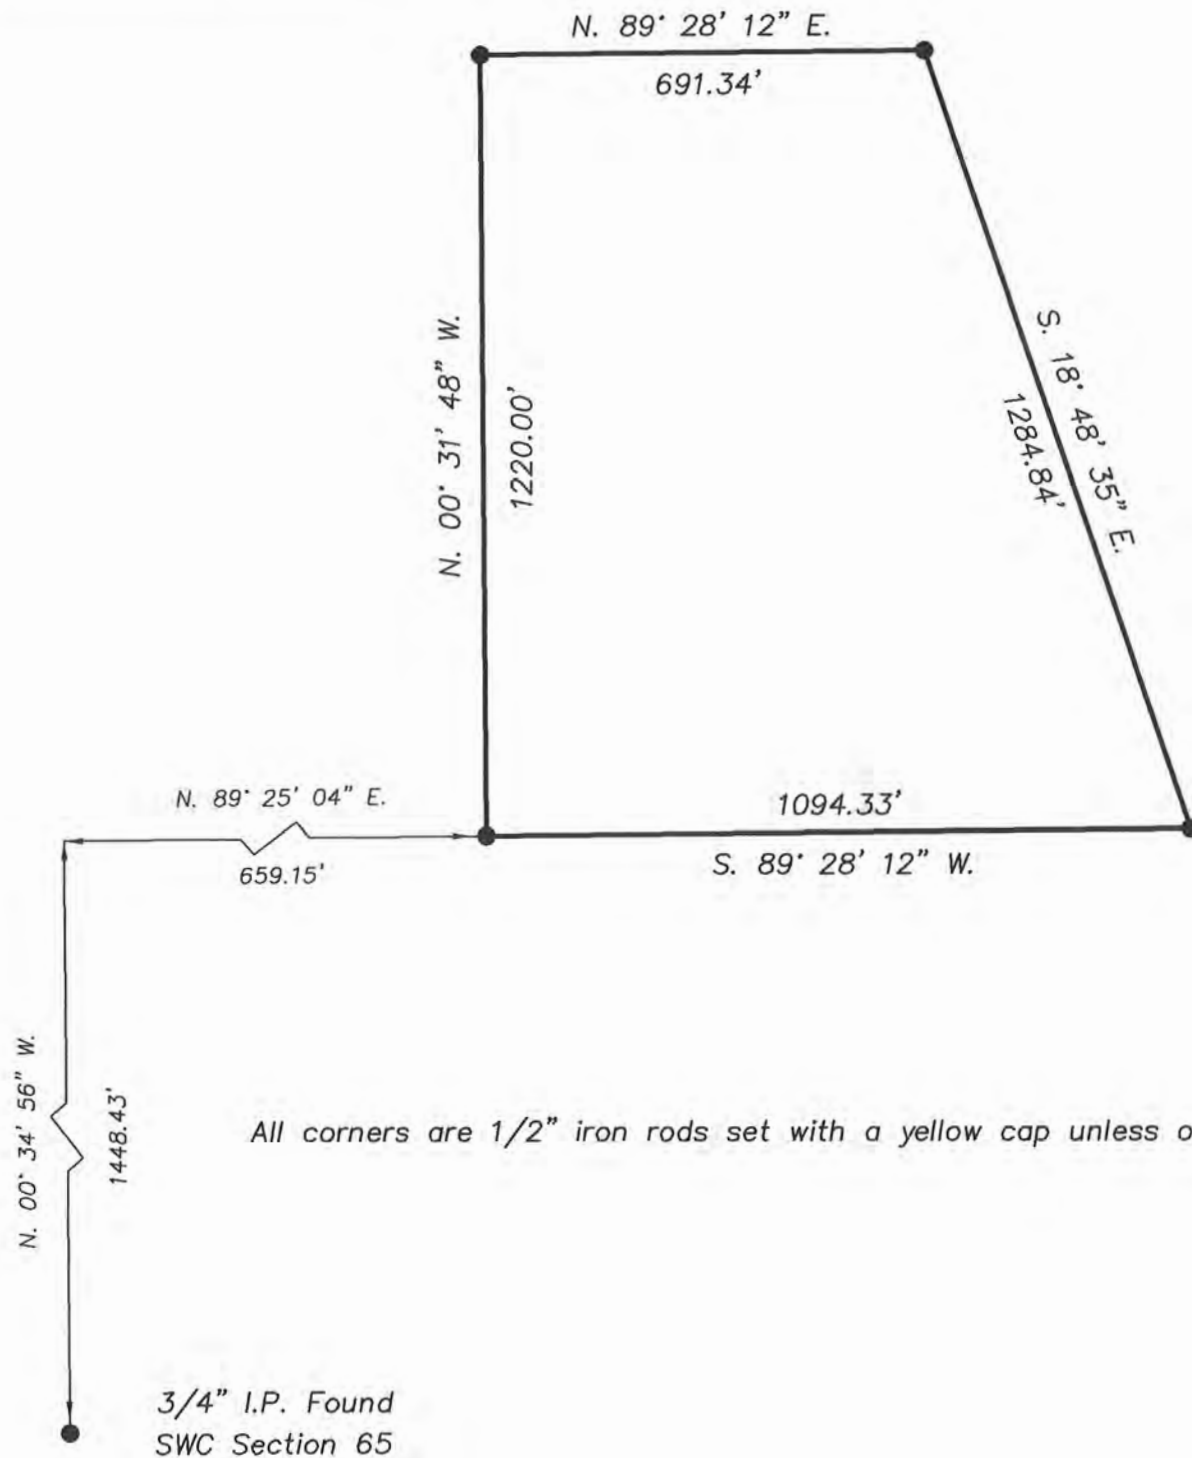 N. 89° 28' 12" E.
691.34'
N. 00° 31' 48" W.
1220.00'
S. 18° 48' 35" E.
1284.84'
N. 89° 25' 04" E.
659.15'
1094.33'
S. 89° 28' 12" W.
N. 00° 34' 56" W.
1448.43'
All corners are 1/2" iron rods set with a yellow cap unless o
3/4" I.P. Found
SWC Section 65